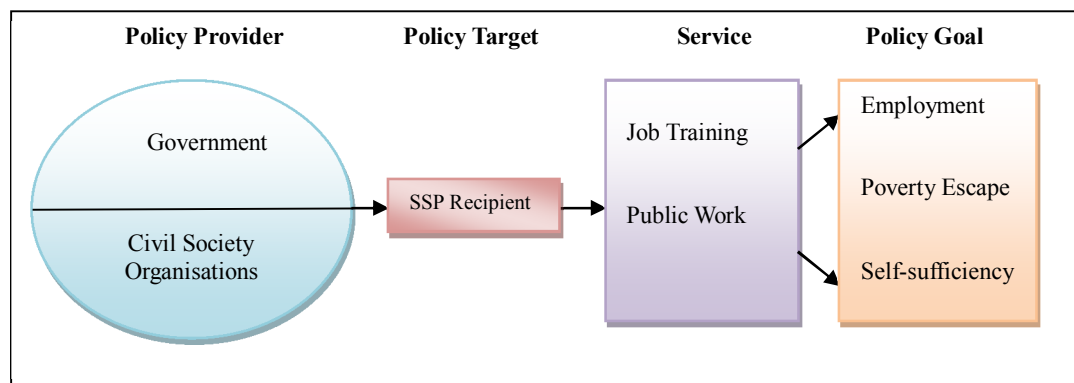 Policy Provider
Policy Target
Service
Policy Goal
Government
Civil Society
Organisations
SSP Recipient
Job Training
Public Work
Employment
Poverty Escape
Self-sufficiency